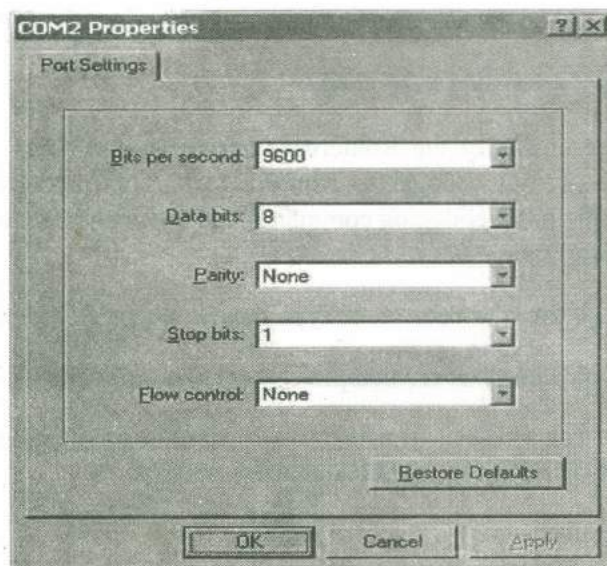 COM2 Properties
Port Settings
Bits per second: 9600
Data bits: 8
Parity: None
Stop bits: 1
Flow control: None
Restore Defaults
OK Cancel Apply